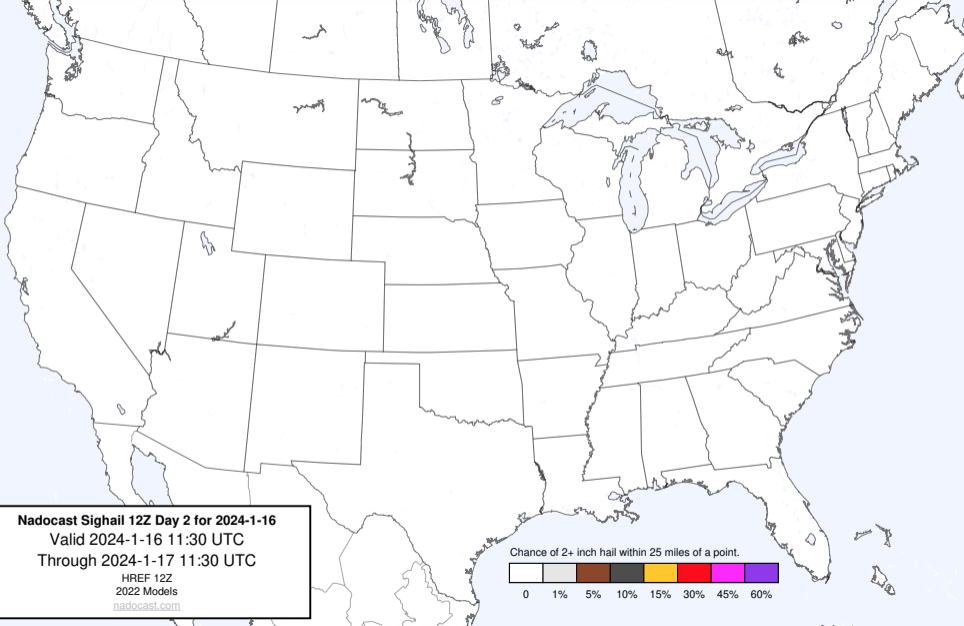 Nadocast Sighail 12Z Day 2 for 2024-1-16
Valid 2024-1-16 11:30 UTC
Through 2024-1-17 11:30 UTC
HREF 12Z
2022 Models
nadocast.com
Chance of 2+ inch hail within 25 miles of a point.
0 1% 5% 10% 15% 30% 45% 60%